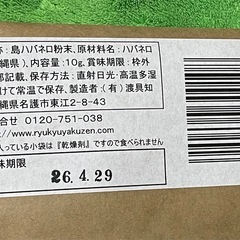 称:島ハバネロ粉末、原材料名:ハバネロ
沖縄県)、内容量:10g、賞味期限:枠外
部記載、保存方法:直射日光・高温多湿
けて常温で保存、製造者:(有)渡具知
縄県名護市東江2-8-43
合せ 0120-751-038
://www.ryukyuyakuzen.com/
入っている小袋は『乾燥剤』ですので食べられません
味期限
26.4.29